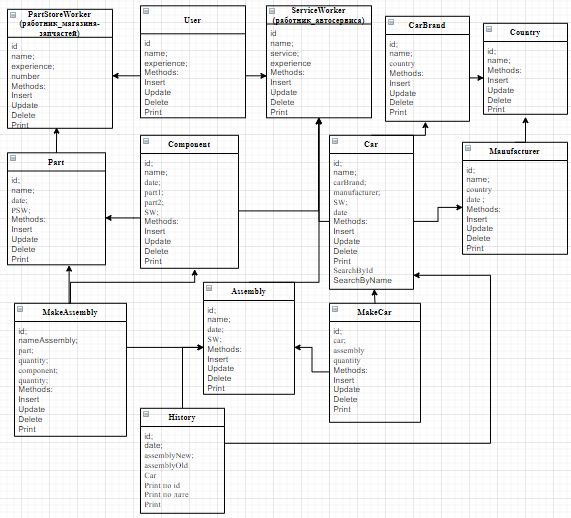 PartStoreWorker
(работник_магазина-
запчастей)
id
name;
experience;
number
Methods:
Insert
Update
Delete
Print
User
id
name;
experience;
Methods:
Insert
Update
Delete
Print
ServiceWorker
(работник_автосервиса)
id
name;
service;
experience
Methods:
Insert
Update
Delete
Print
CarBrand
id
name;
country
Methods:
Insert
Update
Delete
Print
Country
id;
name;
Methods:
Insert
Update
Delete
Print
Part
id;
name;
date;
PSW;
Methods:
Insert
Update
Delete
Print
Component
id;
name;
date;
part1;
part2;
SW;
Methods:
Insert
Update
Delete
Print
Car
id;
name;
carBrand;
manufacturer;
SW;
date
Methods:
Insert
Update
Delete
Print
SearchById
SearchByName
Manufacturer
id;
name;
country
date ;
Methods:
Insert
Update
Delete
Print
MakeAssembly
id;
nameAssembly;
part;
quantity;
component;
quantity;
Methods:
Insert
Update
Delete
Print
Assembly
id;
name;
date;
SW;
Methods:
Insert
Update
Delete
Print
MakeCar
id;
car;
assembly
quantity
Methods:
Insert
Update
Delete
Print
History
id;
date;
assemblyNew;
assemblyOld
Car
Print по id
Print по дате
Print